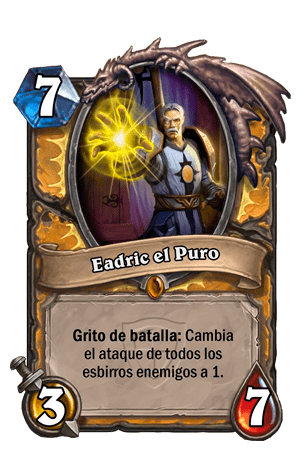 7
Eadric el Puro
Grito de batalla: Cambia
el ataque de todos los
esbirros enemigos a 1.
3
7